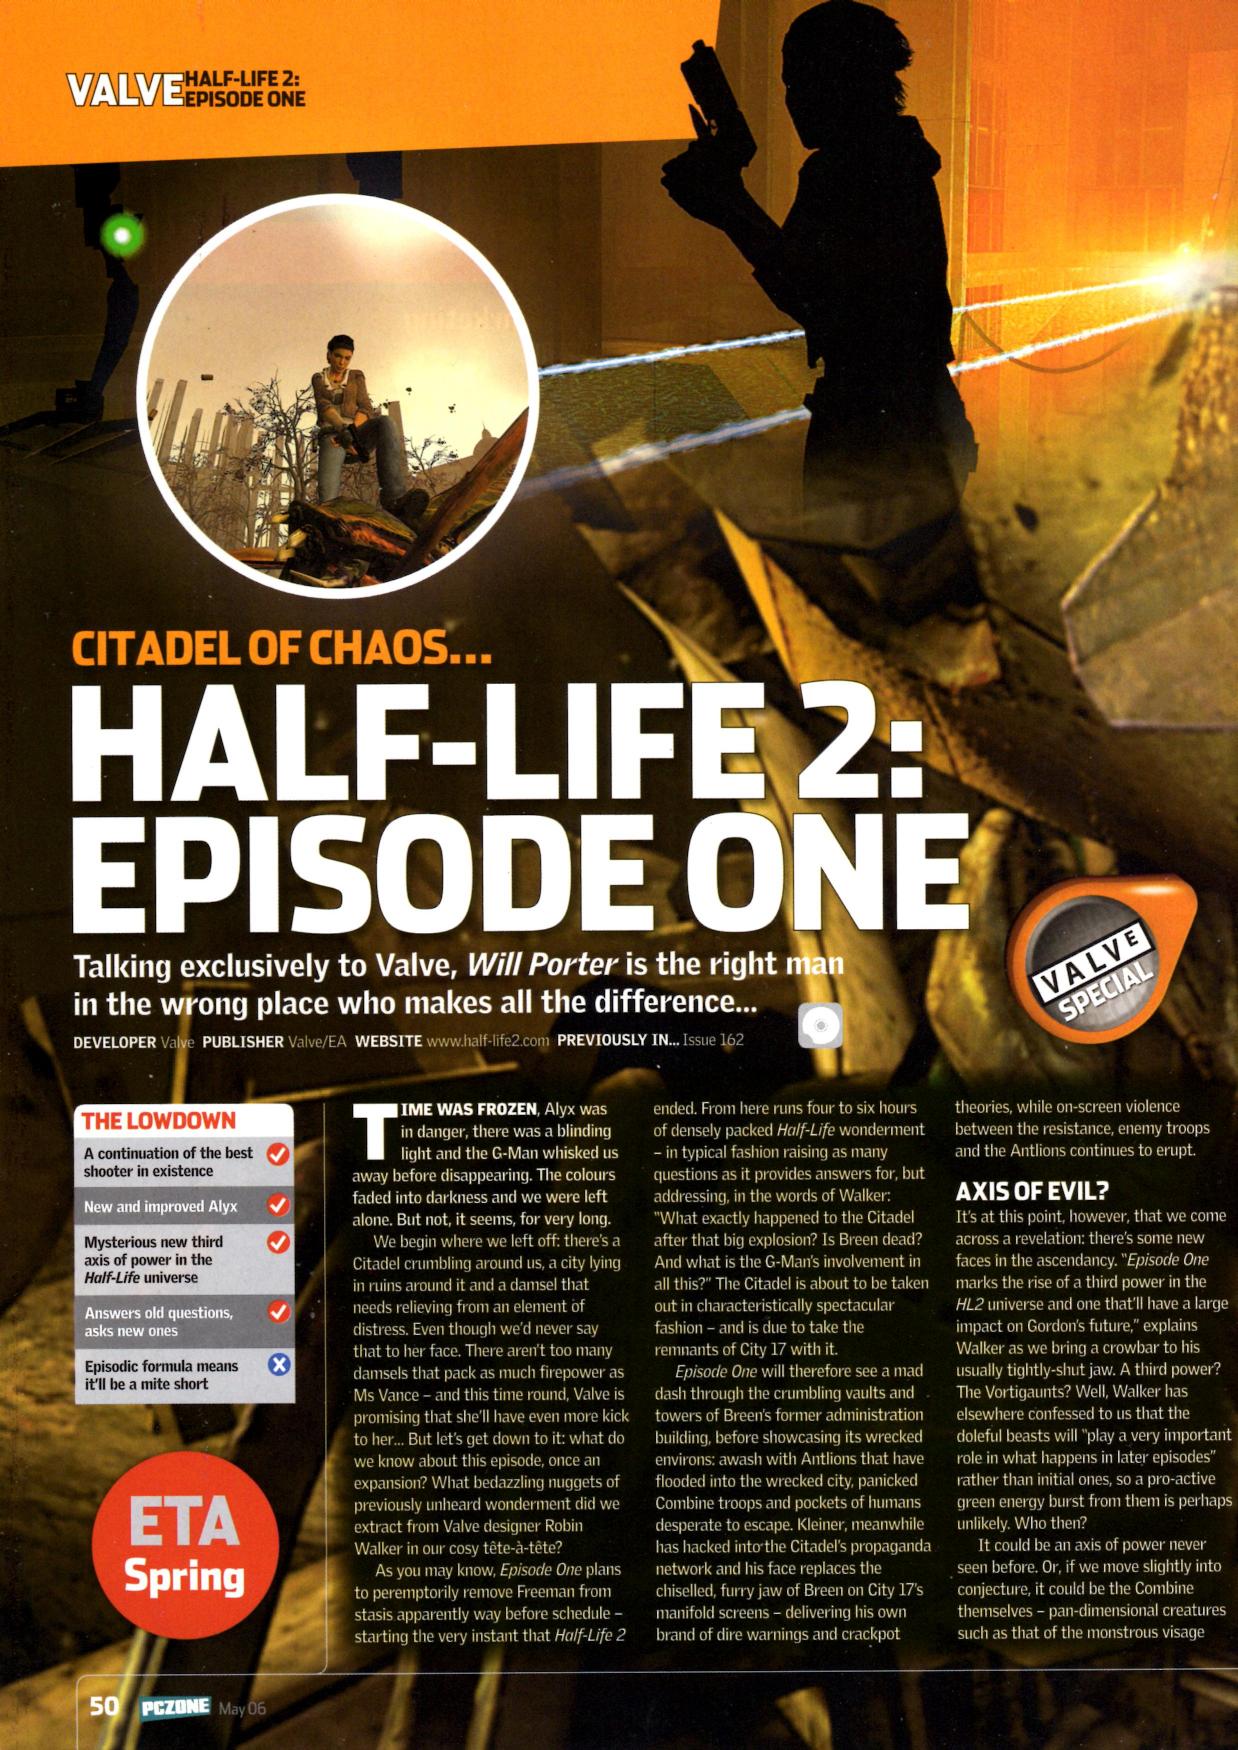 VALVE HALF-LIFE 2:
EPISODE ONE
CITADEL OF CHAOS...
HALF-LIFE 2:
EPISODE ONE
Talking exclusively to Valve, Will Porter is the right man
in the wrong place who makes all the difference...
DEVELOPER Valve PUBLISHER Valve/EA WEBSITE www.half-life2.com PREVIOUSLY IN... Issue 162
VALVE
SPECIAL
THE LOWDOWN
A continuation of the best
shooter in existence
New and improved Alyx
Mysterious new third
axis of power in the
Half-Life universe
Answers old questions,
asks new ones
Episodic formula means
it'll be a mite short
ETA
Spring
TIME WAS FROZEN, Alyx was
in danger, there was a blinding
light and the G-Man whisked us
away before disappearing. The colours
faded into darkness and we were left
alone. But not, it seems, for very long.
We begin where we left off: there's a
Citadel crumbling around us, a city lying
in ruins around it and a damsel that
needs relieving from an element of
distress. Even though we'd never say
that to her face. There aren't too many
damsels that pack as much firepower as
Ms Vance – and this time round, Valve is
promising that she'll have even more kick
to her... But let's get down to it: what do
we know about this episode, once an
expansion? What bedazzling nuggets of
previously unheard wonderment did we
extract from Valve designer Robin
Walker in our cosy tête-à-tête?
As you may know, Episode One plans
to peremptorily remove Freeman from
stasis apparently way before schedule –
starting the very instant that Half-Life 2
ended. From here runs four to six hours
of densely packed Half-Life wonderment
– in typical fashion raising as many
questions as it provides answers for, but
addressing, in the words of Walker:
"What exactly happened to the Citadel
after that big explosion? Is Breen dead?
And what is the G-Man's involvement in
all this?" The Citadel is about to be taken
out in characteristically spectacular
fashion – and is due to take the
remnants of City 17 with it.
Episode One will therefore see a mad
dash through the crumbling vaults and
towers of Breen's former administration
building, before showcasing its wrecked
environs: awash with Antlions that have
flooded into the wrecked city, panicked
Combine troops and pockets of humans
desperate to escape. Kleiner, meanwhile
has hacked into the Citadel's propaganda
network and his face replaces the
chiselled, furry jaw of Breen on City 17's
manifold screens – delivering his own
brand of dire warnings and crackpot
theories, while on-screen violence
between the resistance, enemy troops
and the Antlions continues to erupt.
AXIS OF EVIL?
It's at this point, however, that we come
across a revelation: there's some new
faces in the ascendancy. "Episode One
marks the rise of a third power in the
HL2 universe and one that'll have a large
impact on Gordon's future," explains
Walker as we bring a crowbar to his
usually tightly-shut jaw. A third power?
The Vortigaunts? Well, Walker has
elsewhere confessed to us that the
doleful beasts will "play a very important
role in what happens in later episodes"
rather than initial ones, so a pro-active
green energy burst from them is perhaps
unlikely. Who then?
It could be an axis of power never
seen before. Or, if we move slightly into
conjecture, it could be the Combine
themselves – pan-dimensional creatures
such as that of the monstrous visage
50 PCZONE May 06